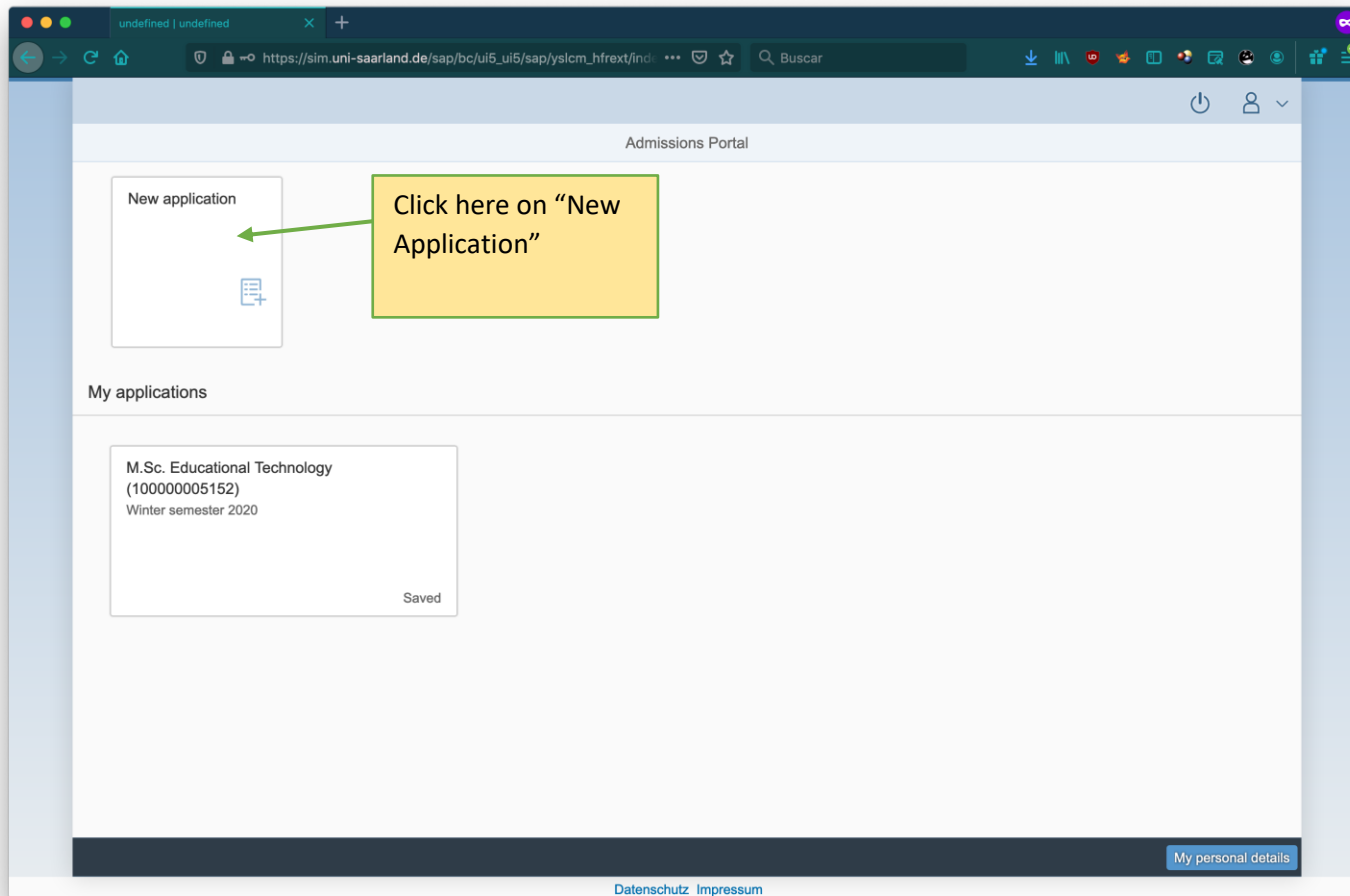 undefined | undefined
https://sim.uni-saarland.de/sap/bc/ui5_ui5/sap/yslcm_hfrext/ind
Buscar
Admissions Portal
New application
Click here on “New
Application”
My applications
M.Sc. Educational Technology
(100000005152)
Winter semester 2020
Saved
My personal details
Datenschutz Impressum